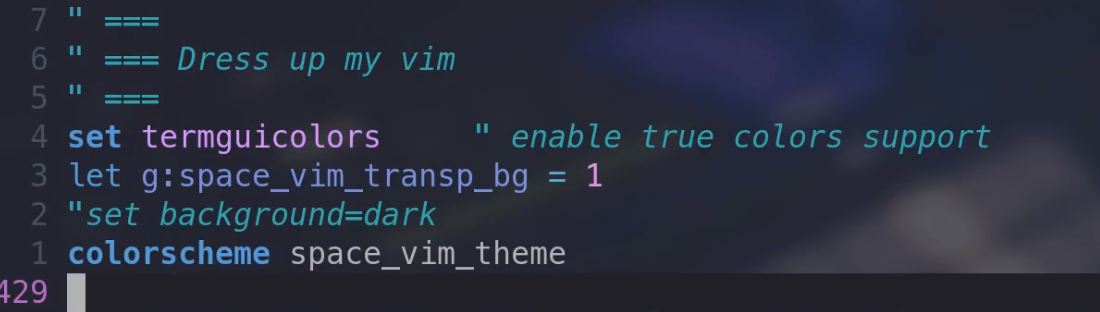 7 " ===
6 " === Dress up my vim
5 " ===
4 set termguicolors     " enable true colors support
3 let g:space_vim_transp_bg = 1
2 "set background=dark
1 colorscheme space_vim_theme
429